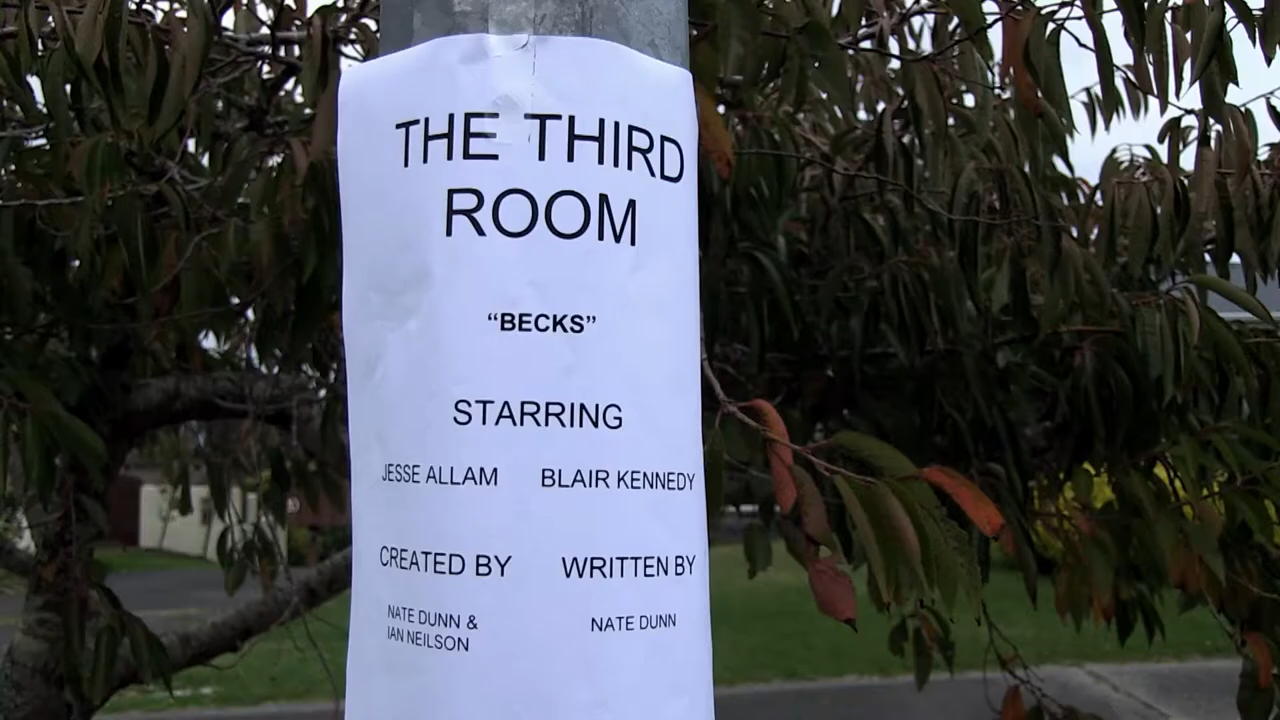 THE THIRD
ROOM
“BECKS”
STARRING
JESSE ALLAM BLAIR KENNEDY
CREATED BY WRITTEN BY
NATE DUNN & NATE DUNN
IAN NEILSON